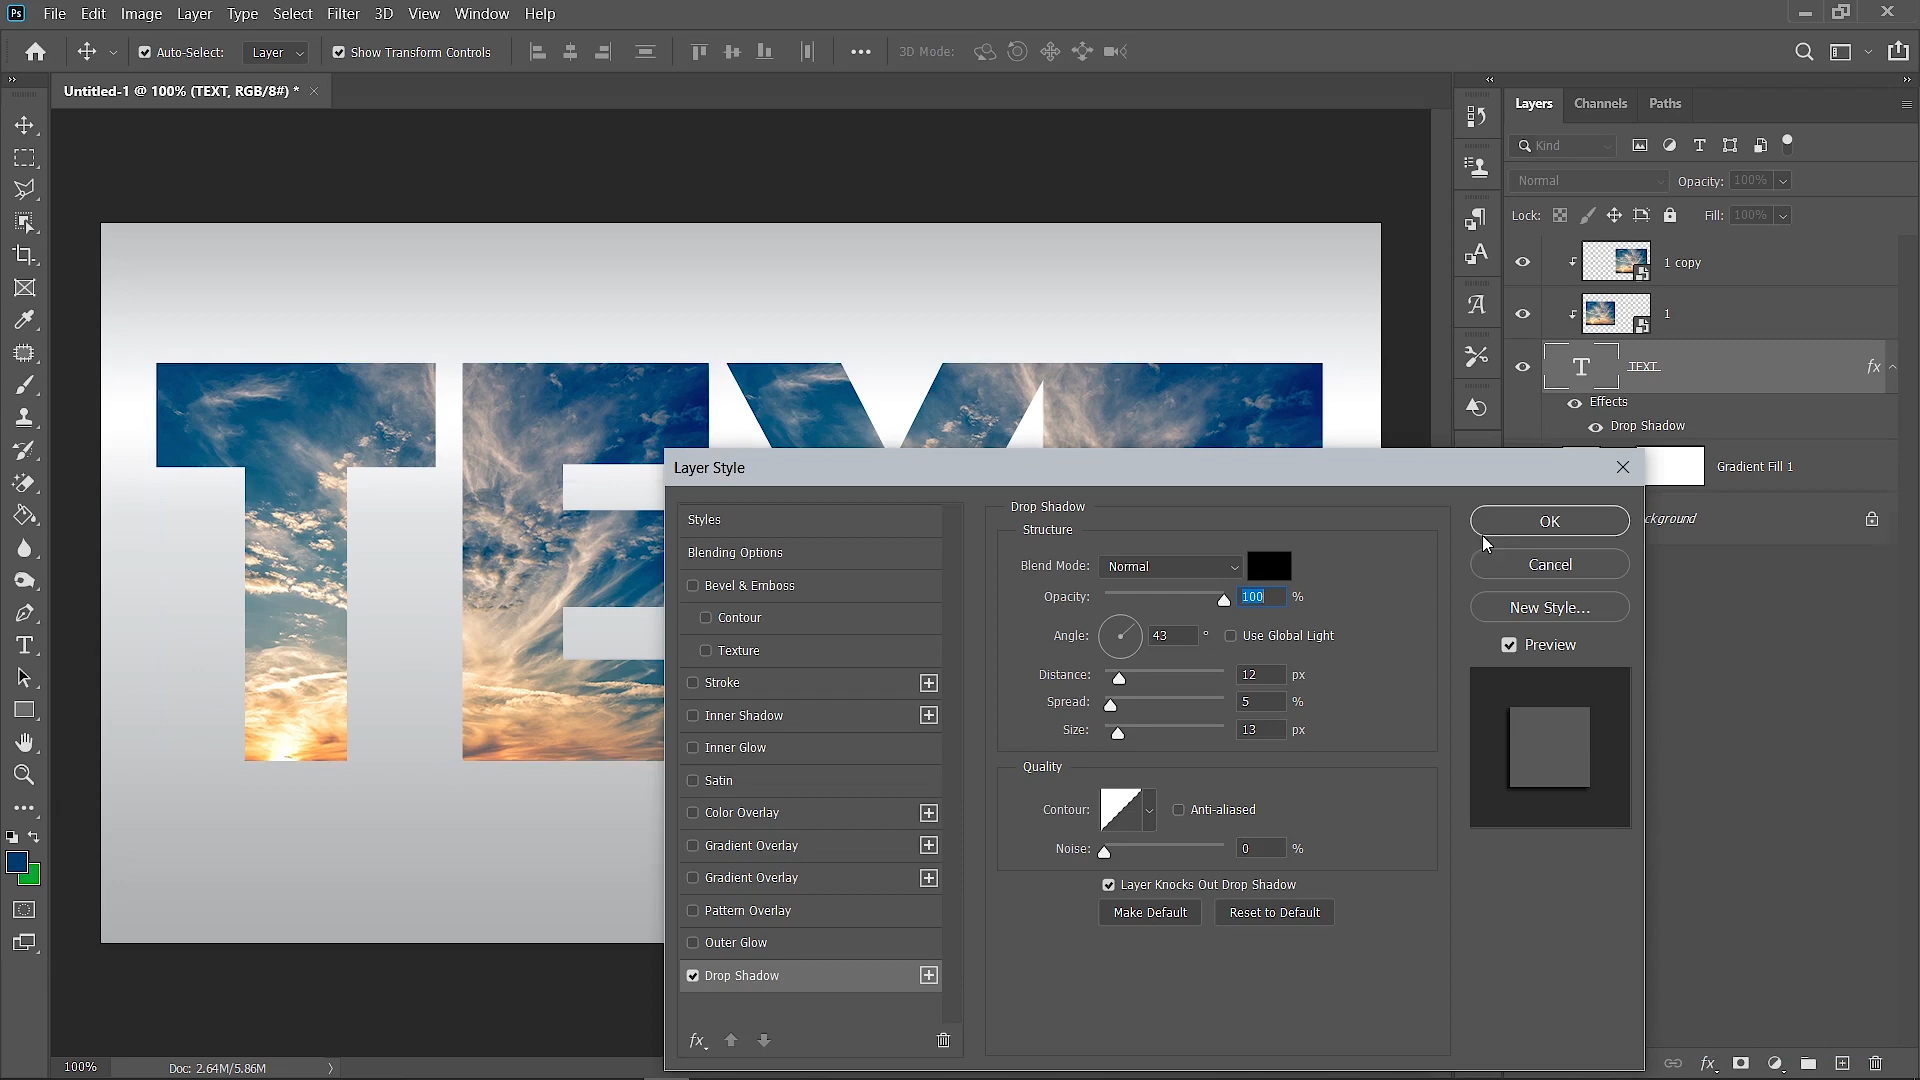 Ps File Edit Image Layer Type Select Filter 3D View Window Help
Auto-Select: Layer Show Transform Controls 3D Mode:
Untitled-1 @ 100% (TEXT, RGB/8#) *
Layers Channels Paths
Kind
Normal Opacity: 100%
Lock: Fill: 100%
1 copy
1
T TEXT fx
Effects
Drop Shadow
Gradient Fill 1
ckground
TEXT
Layer Style
Styles
Blending Options
Bevel & Emboss
Contour
Texture
Stroke
Inner Shadow
Inner Glow
Satin
Color Overlay
Gradient Overlay
Gradient Overlay
Pattern Overlay
Outer Glow
Drop Shadow
fx
Drop Shadow
Structure
Blend Mode: Normal
Opacity: 100 %
Angle: 43 ° Use Global Light
Distance: 12 px
Spread: 5 %
Size: 13 px
Quality
Contour: Anti-aliased
Noise: 0 %
Layer Knocks Out Drop Shadow
Make Default Reset to Default
OK
Cancel
New Style...
Preview
100% Doc: 2.64M/5.86M
fx